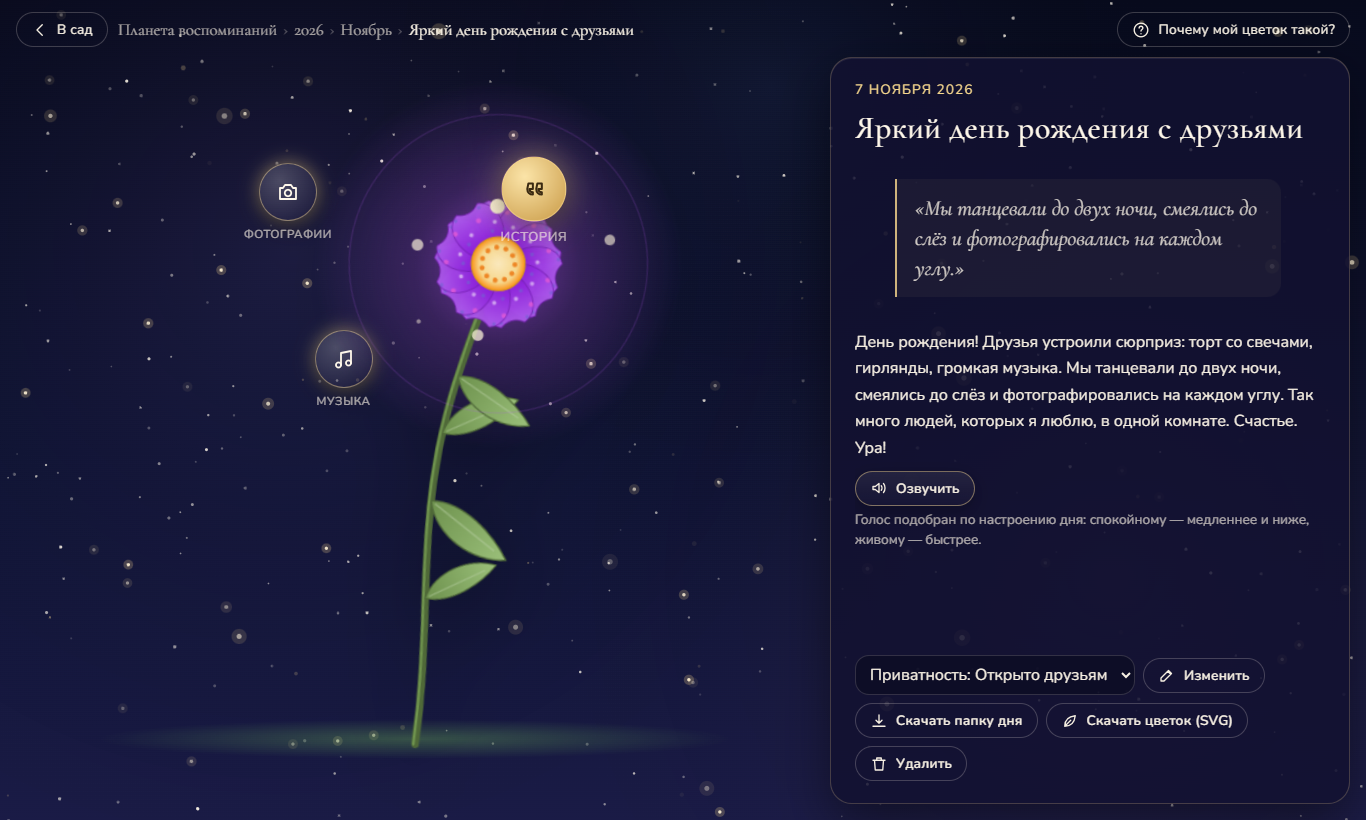 В сад
Планета воспоминаний › 2026 › Ноябрь › Яркий день рождения с друзьями
Почему мой цветок такой?
ФОТОГРАФИИ
ИСТОРИЯ
МУЗЫКА
7 НОЯБРЯ 2026
Яркий день рождения с друзьями
«Мы танцевали до двух ночи, смеялись до
слёз и фотографировались на каждом
углу.»
День рождения! Друзья устроили сюрприз: торт со свечами,
гирлянды, громкая музыка. Мы танцевали до двух ночи,
смеялись до слёз и фотографировались на каждом углу. Так
много людей, которых я люблю, в одной комнате. Счастье.
Ура!
Озвучить
Голос подобран по настроению дня: спокойному — медленнее и ниже,
живому — быстрее.
Приватность: Открыто друзьям
Изменить
Скачать папку дня
Скачать цветок (SVG)
Удалить